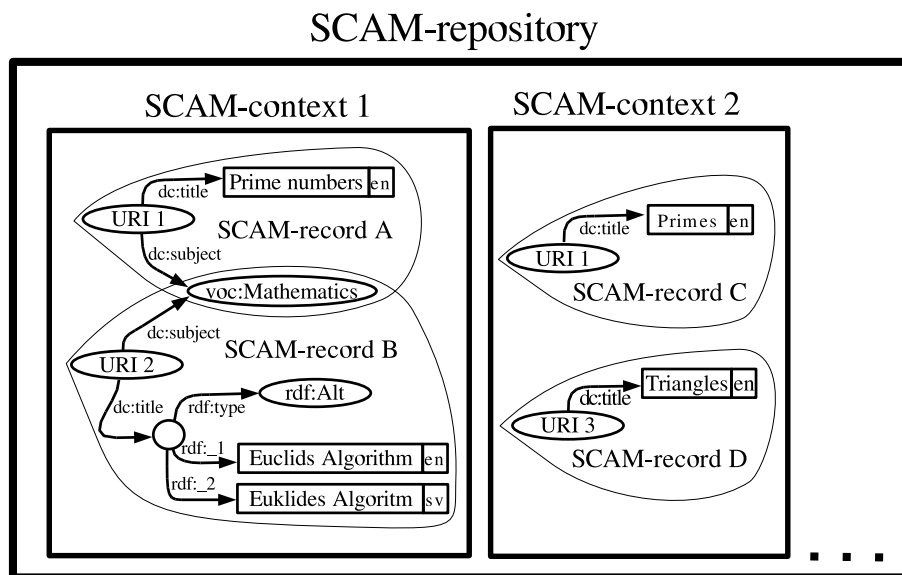 SCAM-repository
SCAM-context 1
SCAM-context 2
Prime numbers en
dc:title
URI 1
SCAM-record A
dc:subject
voc:Mathematics
dc:subject
SCAM-record B
URI 2
dc:title
rdf:type
rdf:Alt
rdf:_1
Euclids Algorithm en
rdf:_2
Euklides Algoritm sv
Primes en
dc:title
URI 1
SCAM-record C
Triangles en
dc:title
URI 3
SCAM-record D
. . .